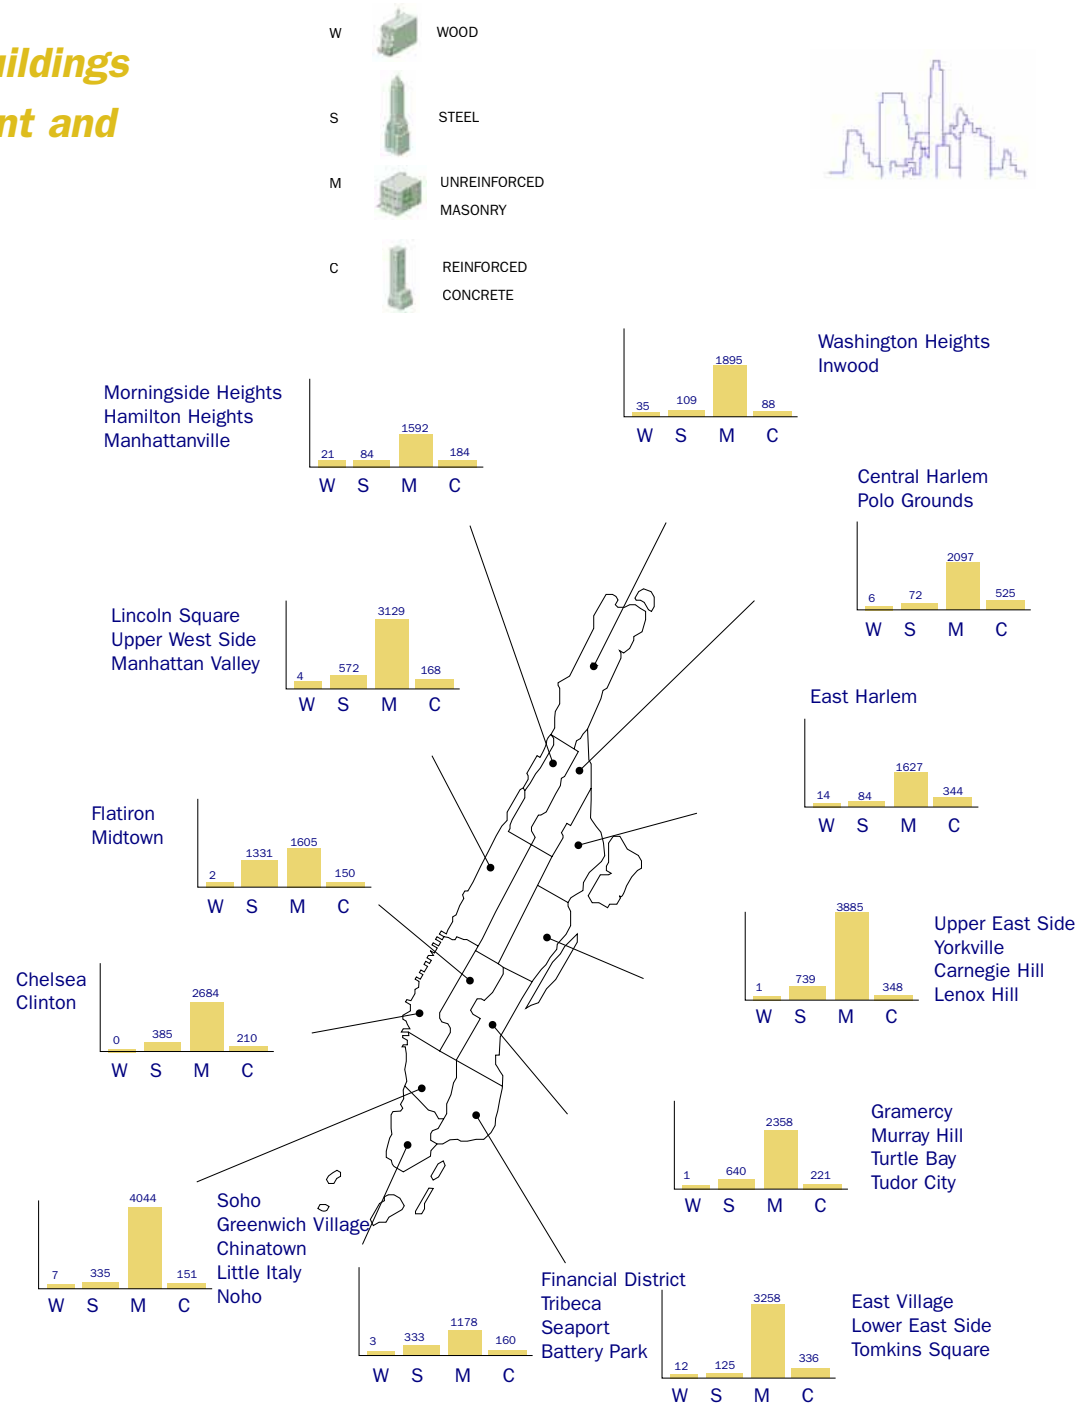 uildings
nt and
W WOOD
S STEEL
M UNREINFORCED
MASONRY
C REINFORCED
CONCRETE
Washington Heights
Inwood
35 109 1895 88
W S M C
Morningside Heights
Hamilton Heights
Manhattanville
21 84 1592 184
W S M C
Central Harlem
Polo Grounds
6 72 2097 525
W S M C
Lincoln Square
Upper West Side
Manhattan Valley
4 572 3129 168
W S M C
East Harlem
14 84 1627 344
W S M C
Flatiron
Midtown
2 1331 1605 150
W S M C
Upper East Side
Yorkville
Carnegie Hill
Lenox Hill
1 739 3885 348
W S M C
Chelsea
Clinton
0 385 2684 210
W S M C
Gramercy
Murray Hill
Turtle Bay
Tudor City
1 640 2358 221
W S M C
Soho
Greenwich Village
Chinatown
Little Italy
Noho
7 335 4044 151
W S M C
Financial District
Tribeca
Seaport
Battery Park
3 333 1178 160
W S M C
East Village
Lower East Side
Tomkins Square
12 125 3258 336
W S M C